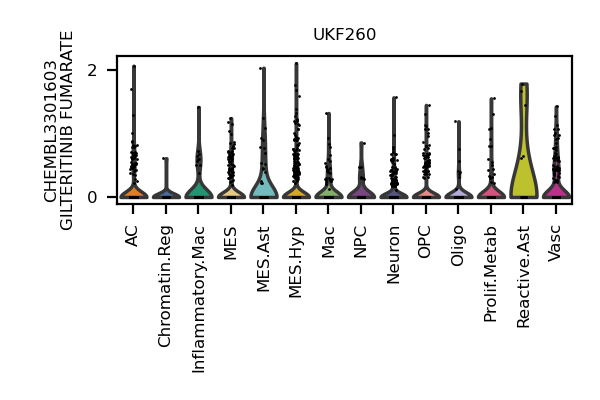 UKF260
CHEMBL3301603
GILTERITINIB FUMARATE
2
0
AC
Chromatin.Reg
Inflammatory.Mac
MES
MES.Ast
MES.Hyp
Mac
NPC
Neuron
OPC
Oligo
Prolif.Metab
Reactive.Ast
Vasc